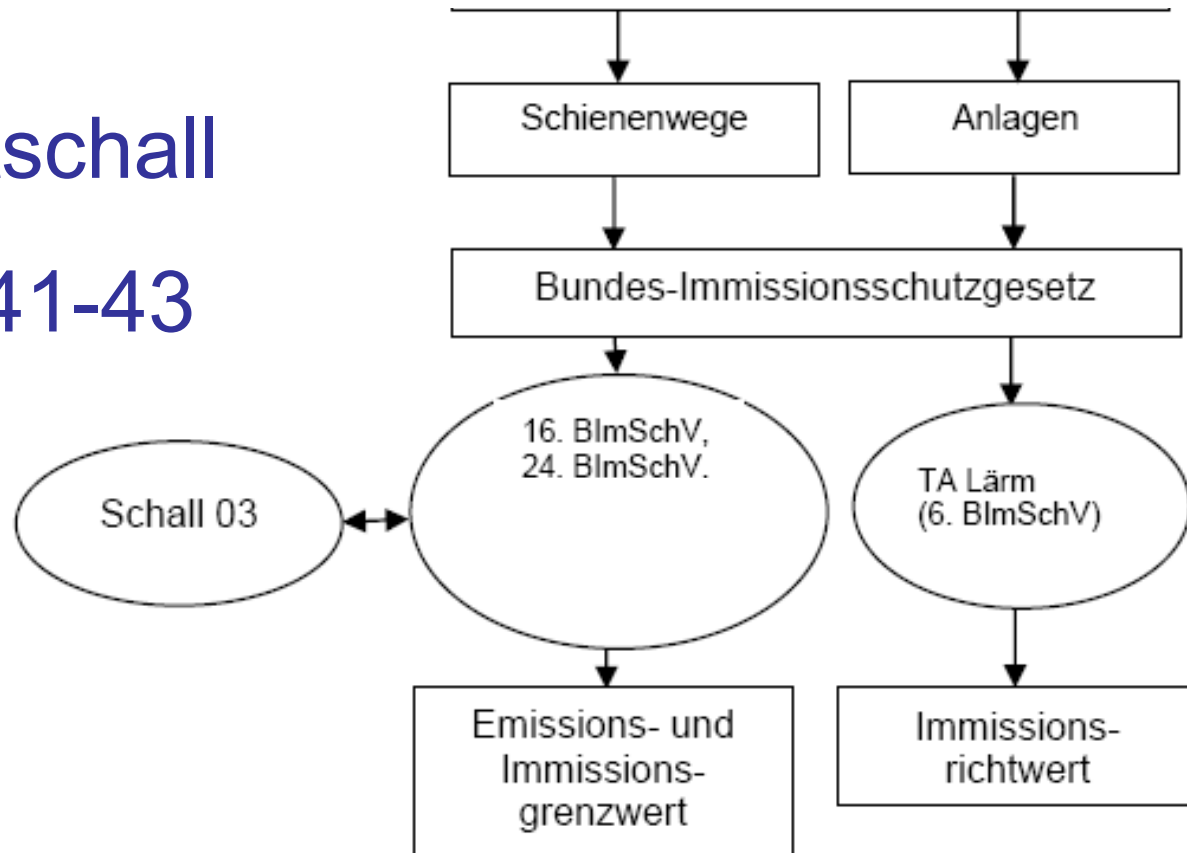 schall
41-43
Schienenwege
Anlagen
Bundes-Immissionsschutzgesetz
16. BImSchV,
24. BImSchV.
TA Lärm
(6. BImSchV)
Schall 03
Emissions- und
Immissions-
grenzwert
Immissions-
richtwert